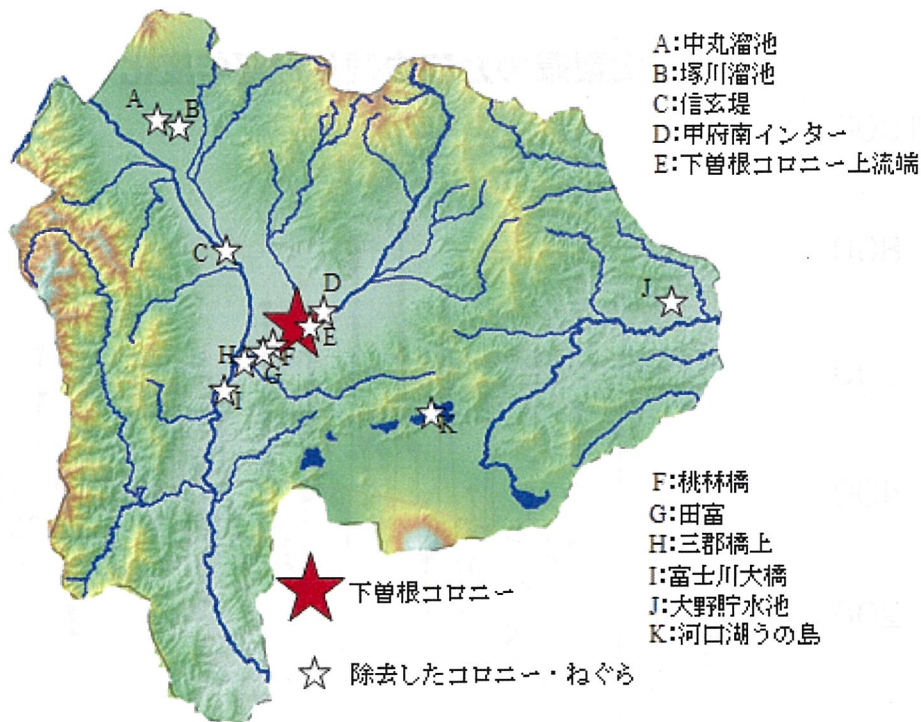 A:中丸溜池
B:塚川溜池
C:信玄堤
D:甲府南インター
E:下曽根コロニー上流端
A
B
C
D
E
J
H
F
G
I
K
F:桃林橋
G:田富
H:三郡橋上
I:富士川大橋
J:大野貯水池
K:河口湖うの島
下曽根コロニー
除去したコロニー・ねぐら